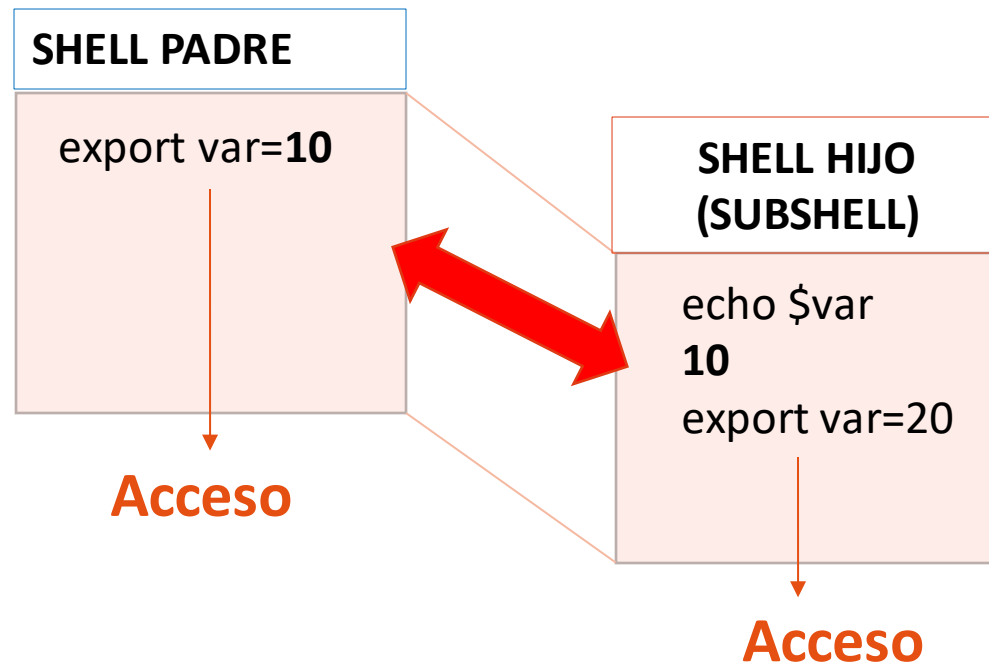 SHELL PADRE
export var=10
Acceso
SHELL HIJO
(SUBSHELL)
echo $var
10
export var=20
Acceso